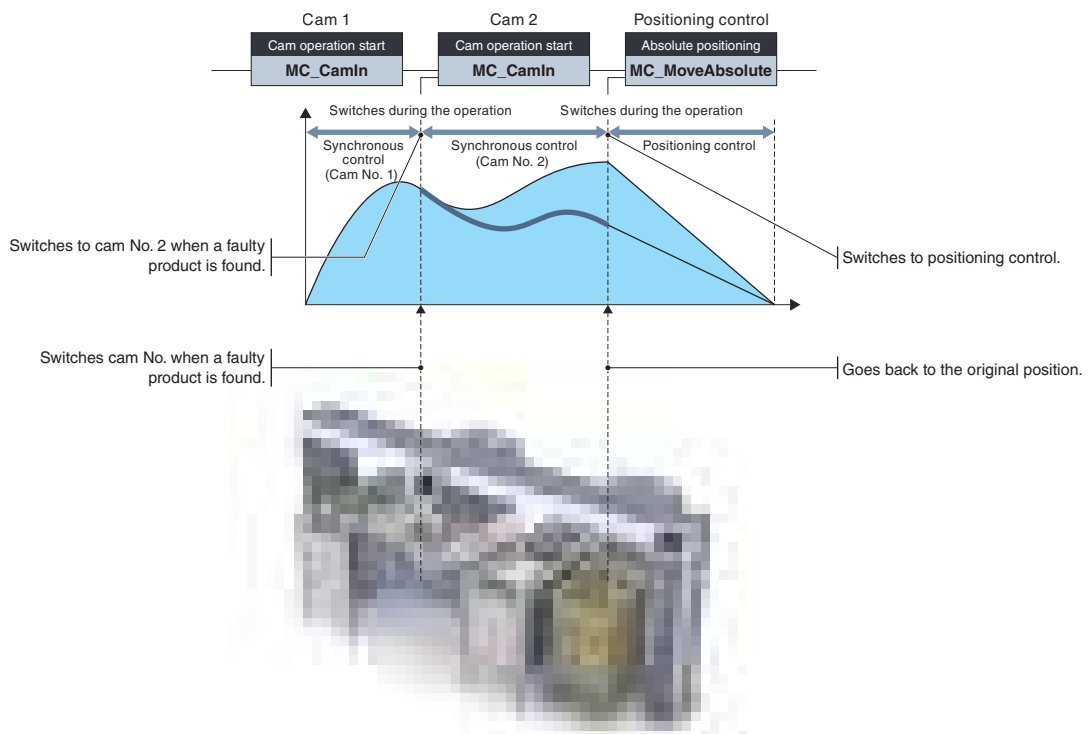 Cam 1
Cam 2
Positioning control
Cam operation start
Cam operation start
Absolute positioning
MC_CamIn
MC_CamIn
MC_MoveAbsolute
Switches during the operation
Switches during the operation
Synchronous
control
(Cam No. 1)
Synchronous control
(Cam No. 2)
Positioning control
Switches to cam No. 2 when a faulty
product is found.
Switches to positioning control.
Switches cam No. when a faulty
product is found.
Goes back to the original position.